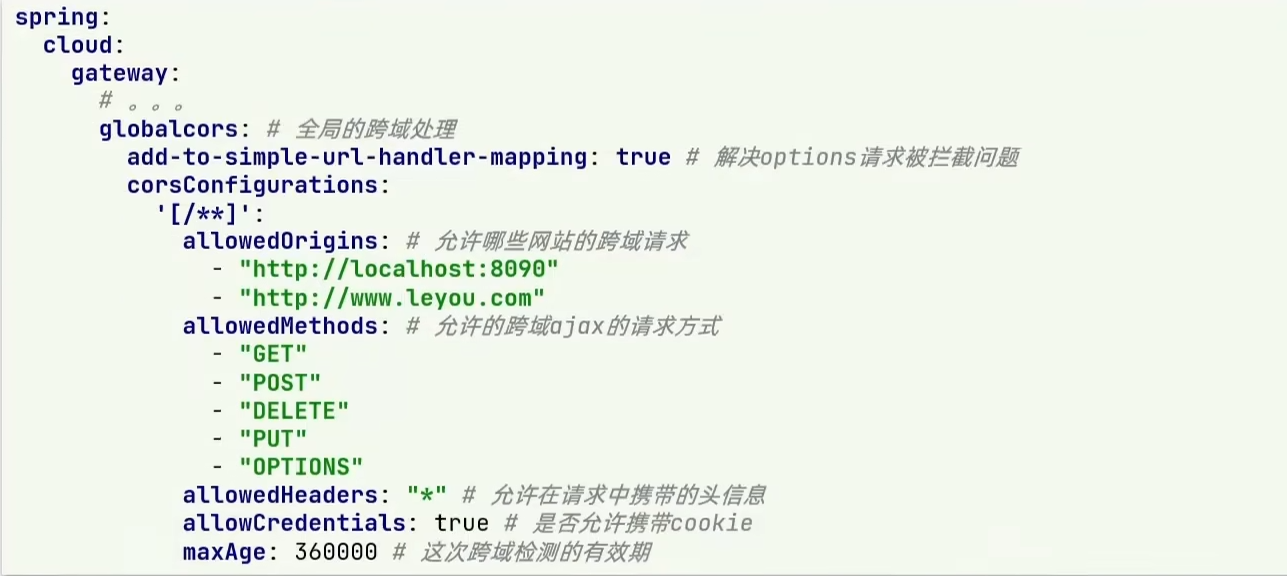 spring:
  cloud:
    gateway:
      # 。。。
      globalcors: # 全局的跨域处理
        add-to-simple-url-handler-mapping: true # 解决options请求被拦截问题
        corsConfigurations:
          '[/**]':
            allowedOrigins: # 允许哪些网站的跨域请求
              - "http://localhost:8090"
              - "http://www.leyou.com"
            allowedMethods: # 允许的跨域ajax的请求方式
              - "GET"
              - "POST"
              - "DELETE"
              - "PUT"
              - "OPTIONS"
            allowedHeaders: "*" # 允许在请求中携带的头信息
            allowCredentials: true # 是否允许携带cookie
            maxAge: 360000 # 这次跨域检测的有效期